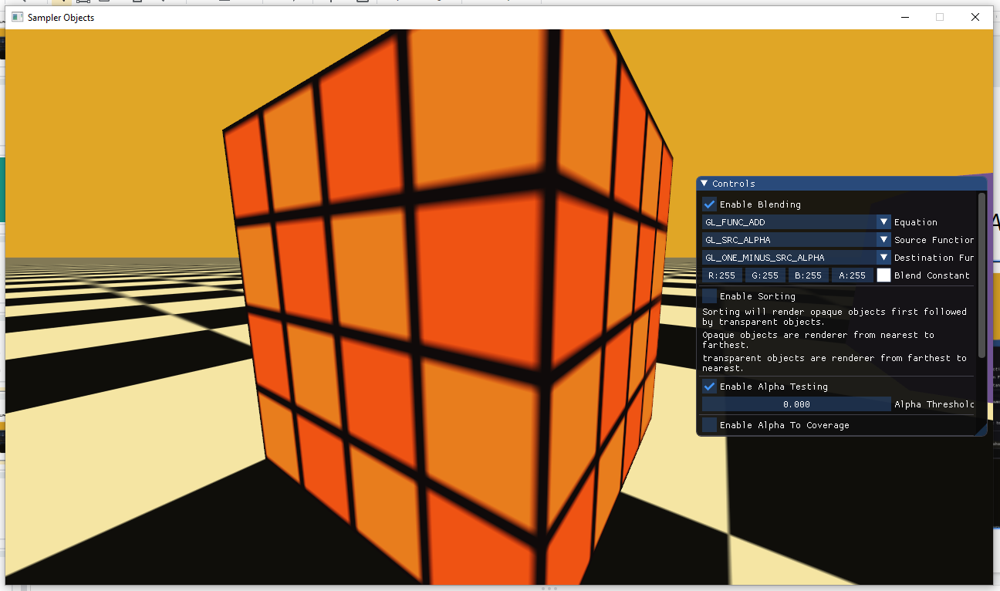 Sampler Objects
Controls
Enable Blending
GL_FUNC_ADD Equation
GL_SRC_ALPHA Source Function
GL_ONE_MINUS_SRC_ALPHA Destination Fur
R:255 G:255 B:255 A:255 Blend Constant
Enable Sorting
Sorting will render opaque objects first followed
by transparent objects.
Opaque objects are renderer from nearest to
farthest.
transparent objects are renderer from farthest to
nearest.
Enable Alpha Testing
0.000 Alpha Threshold
Enable Alpha To Coverage